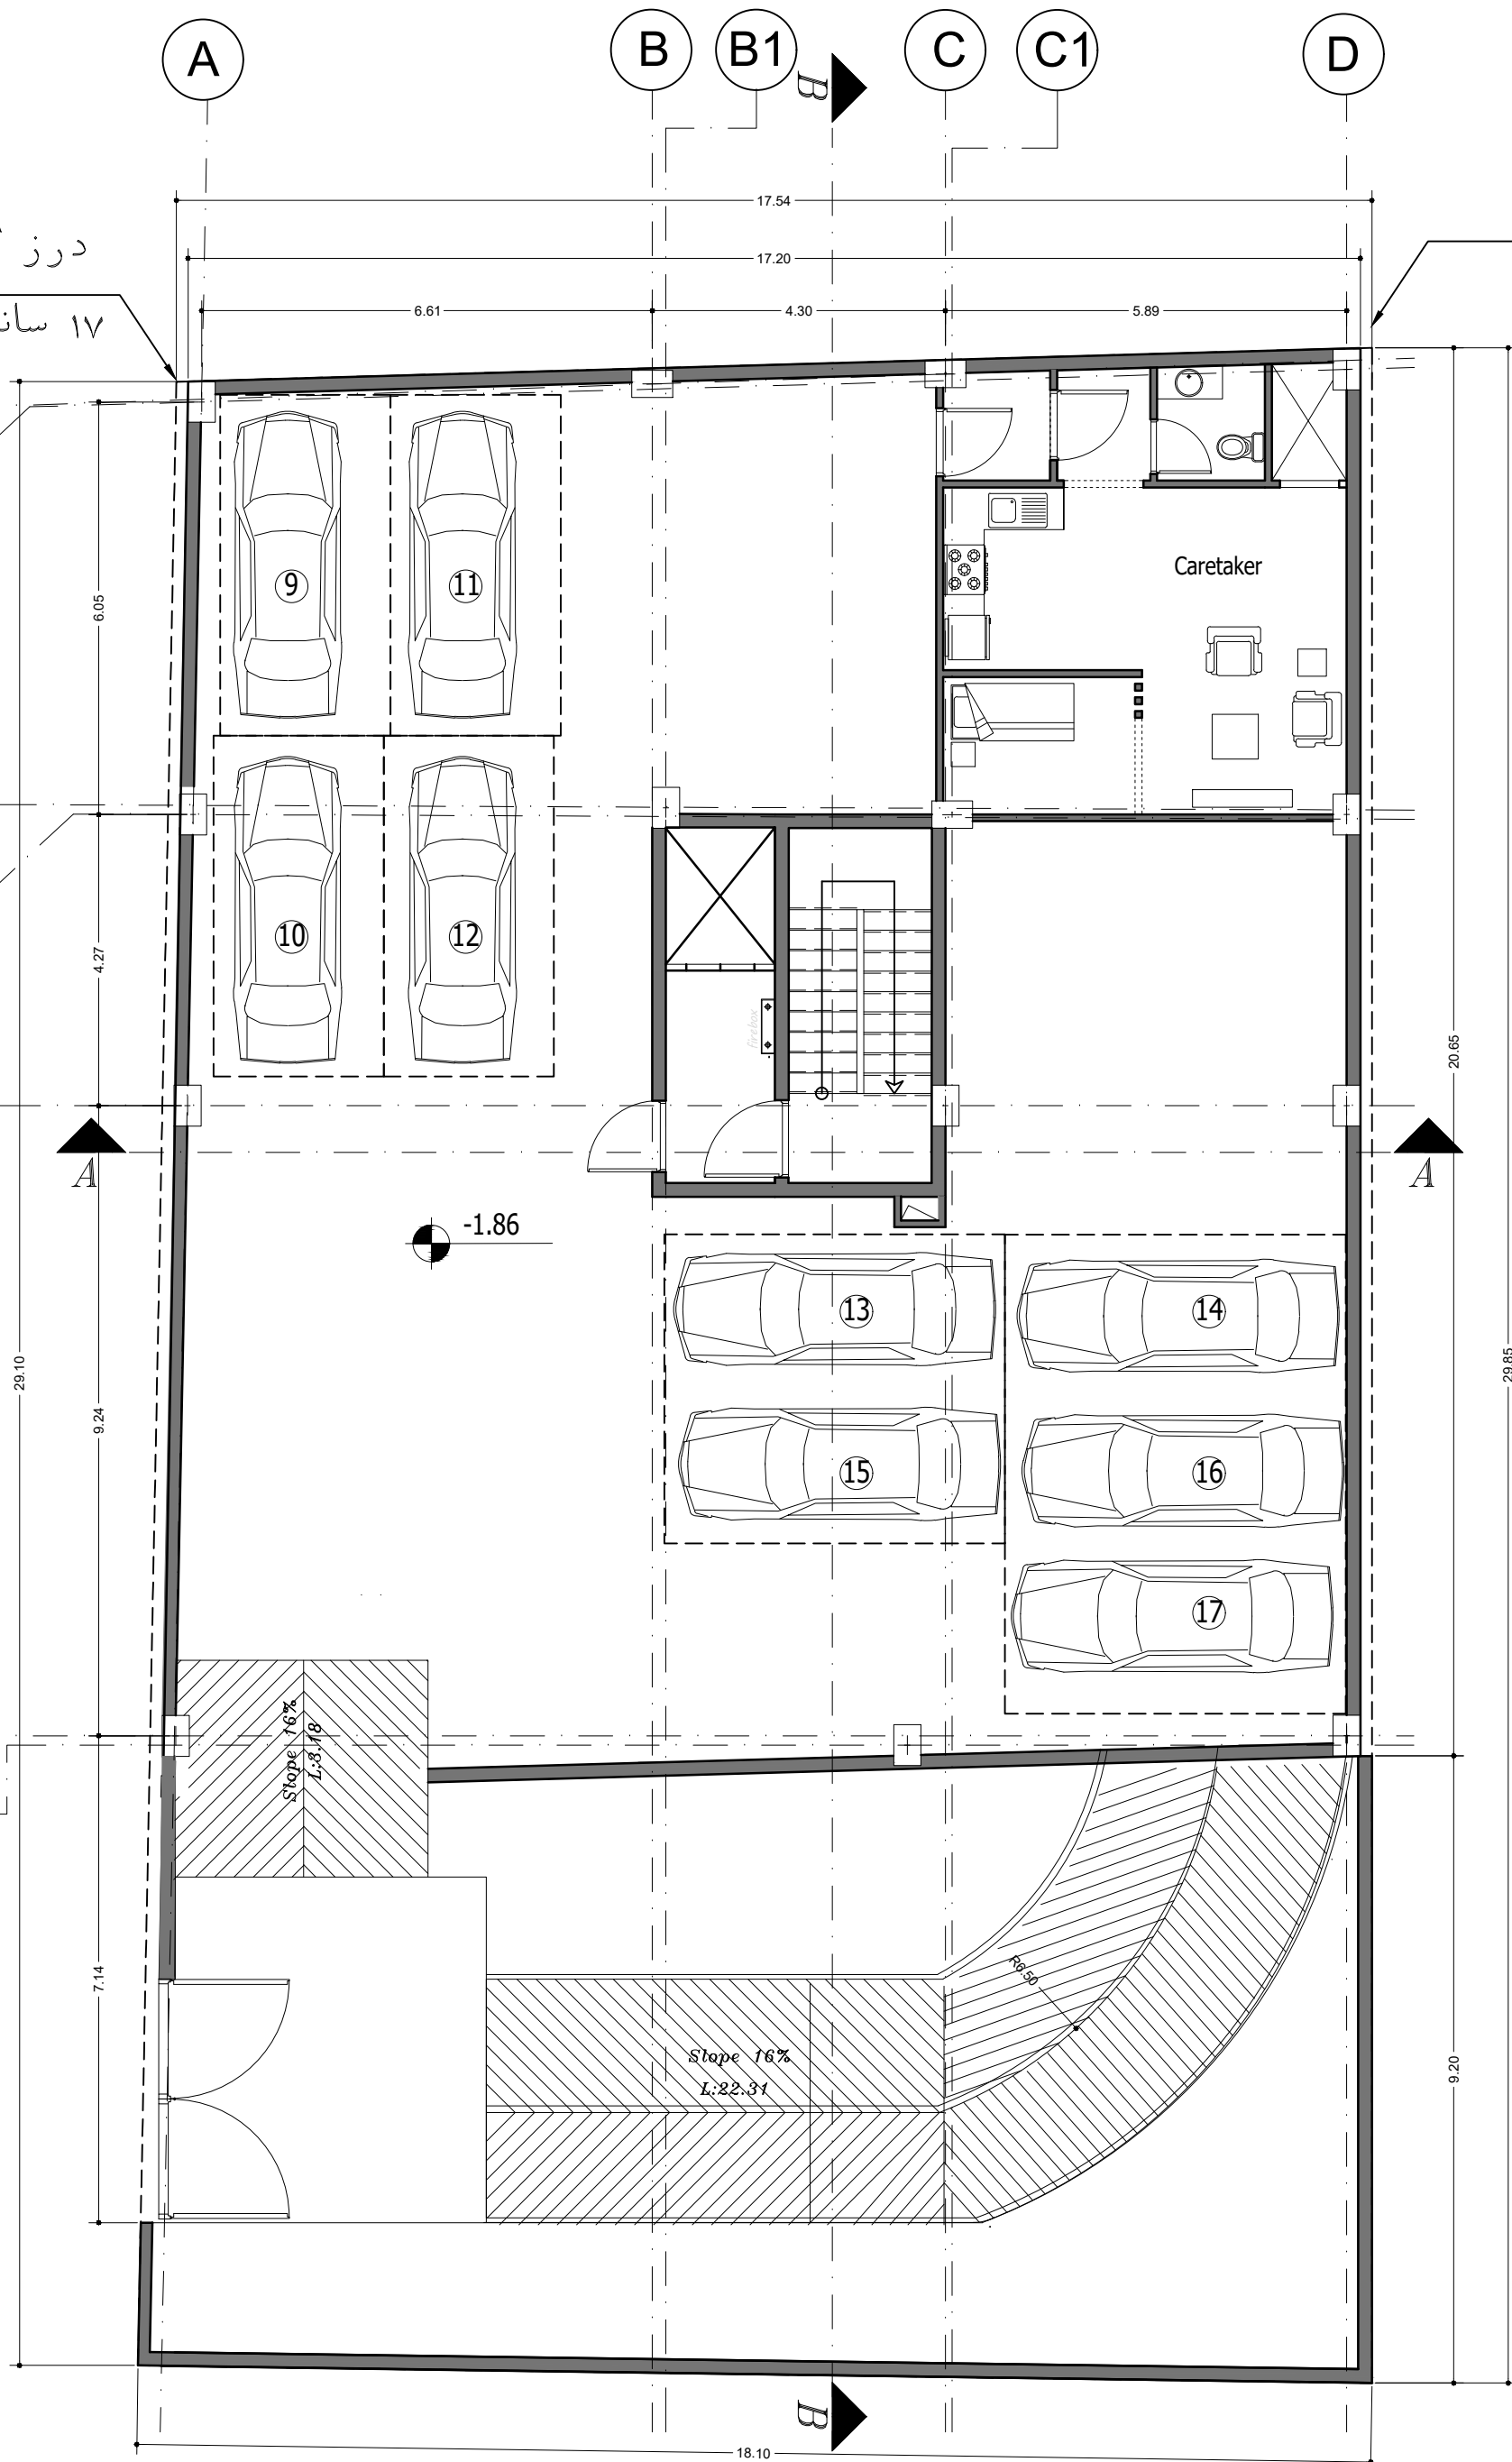 A B B1 C C1 D
B
17.54
درز
17.20
۱۷
6.61 4.30 5.89
Caretaker
9 11
6.05
10 12
4.27
firebox
20.65
A A
-1.86
13 14
29.10
29.85
9.24
15 16
17
Slope 16%
L:3.18
7.14
R6.50
Slope 16%
L:22.31
9.20
B
18.10